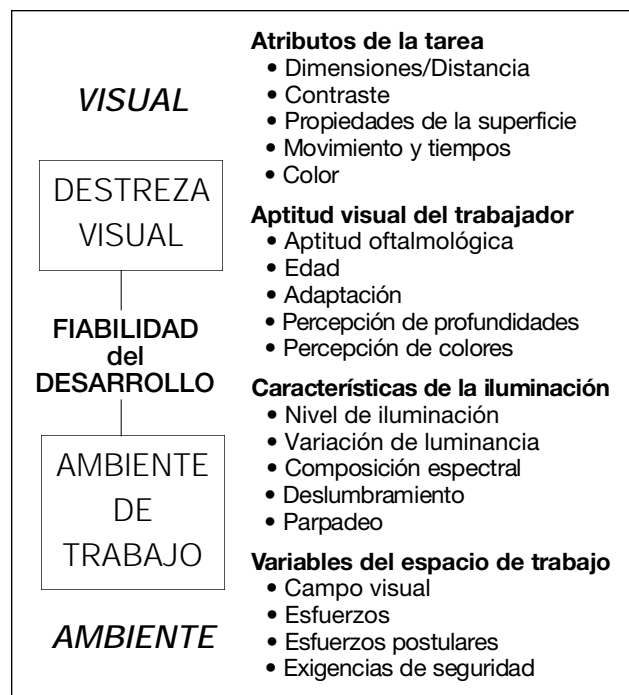 VISUAL
DESTREZA
VISUAL
FIABILIDAD
del
DESARROLLO
AMBIENTE
DE
TRABAJO
AMBIENTE
Atributos de la tarea
• Dimensiones/Distancia
• Contraste
• Propiedades de la superficie
• Movimiento y tiempos
• Color
Aptitud visual del trabajador
• Aptitud oftalmológica
• Edad
• Adaptación
• Percepción de profundidades
• Percepción de colores
Características de la iluminación
• Nivel de iluminación
• Variación de luminancia
• Composición espectral
• Deslumbramiento
• Parpadeo
Variables del espacio de trabajo
• Campo visual
• Esfuerzos
• Esfuerzos postulares
• Exigencias de seguridad